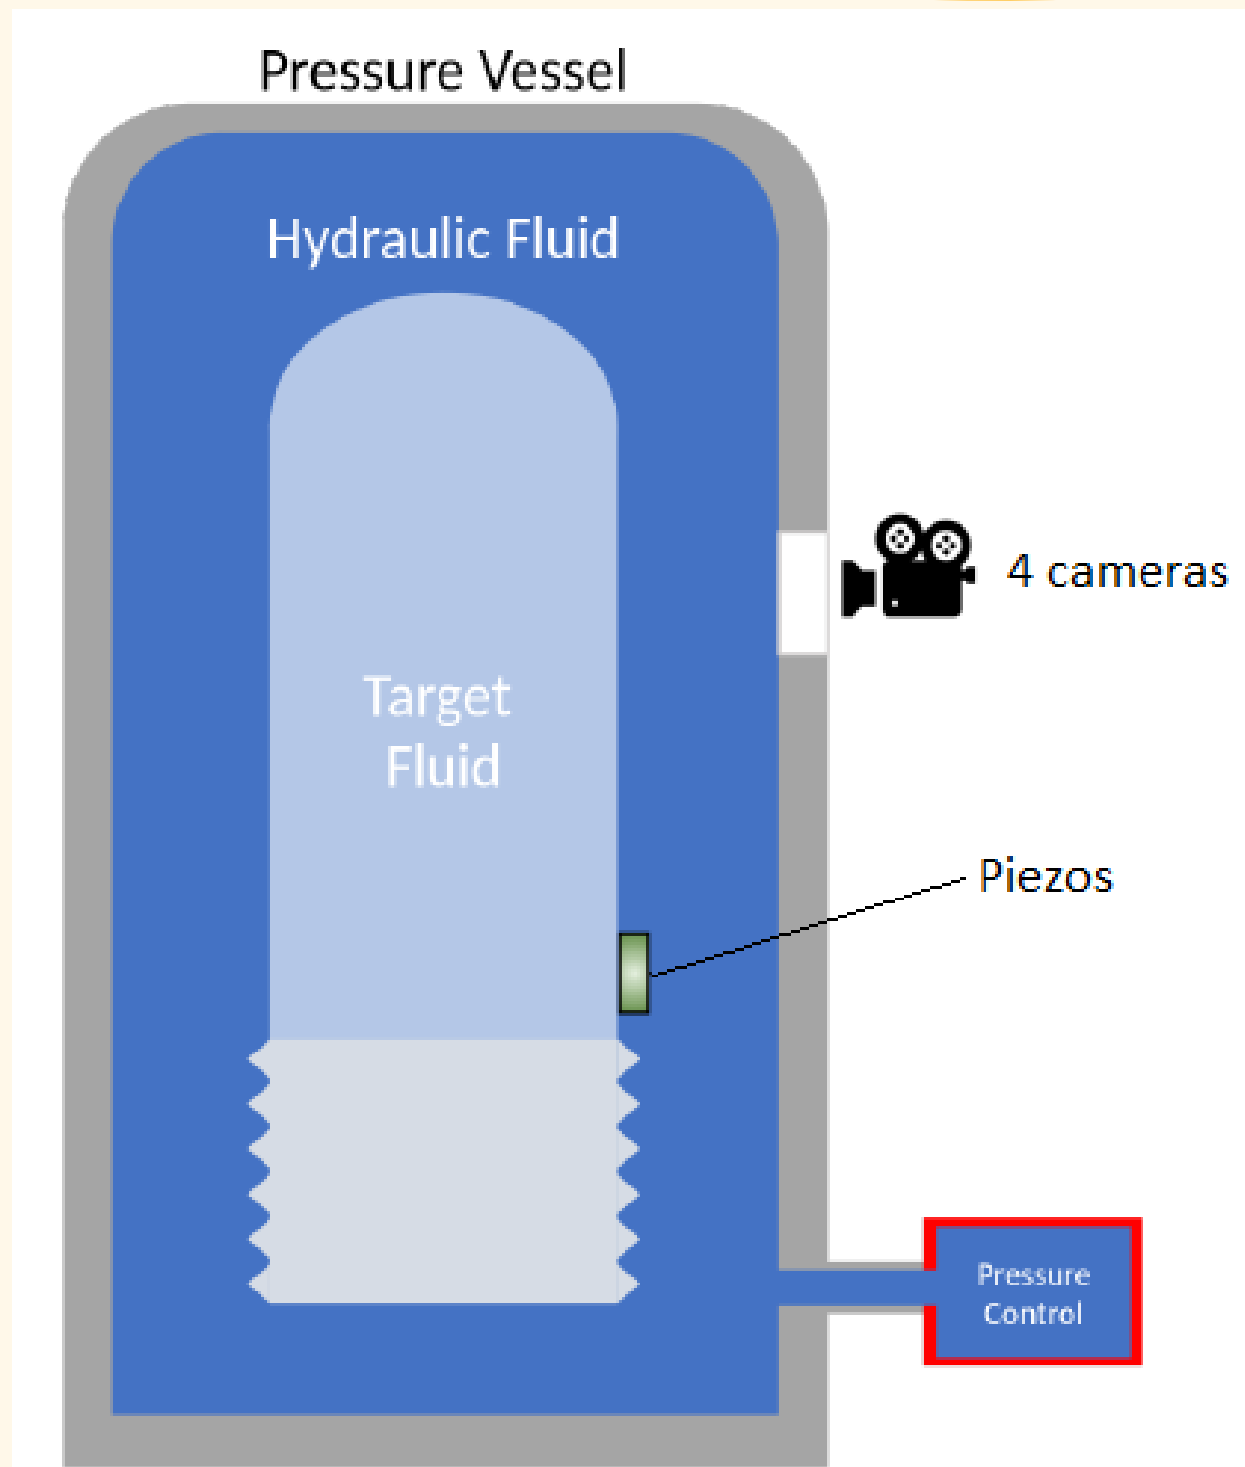 Pressure Vessel
Hydraulic Fluid
4 cameras
Target
Fluid
Piezos
Pressure
Control